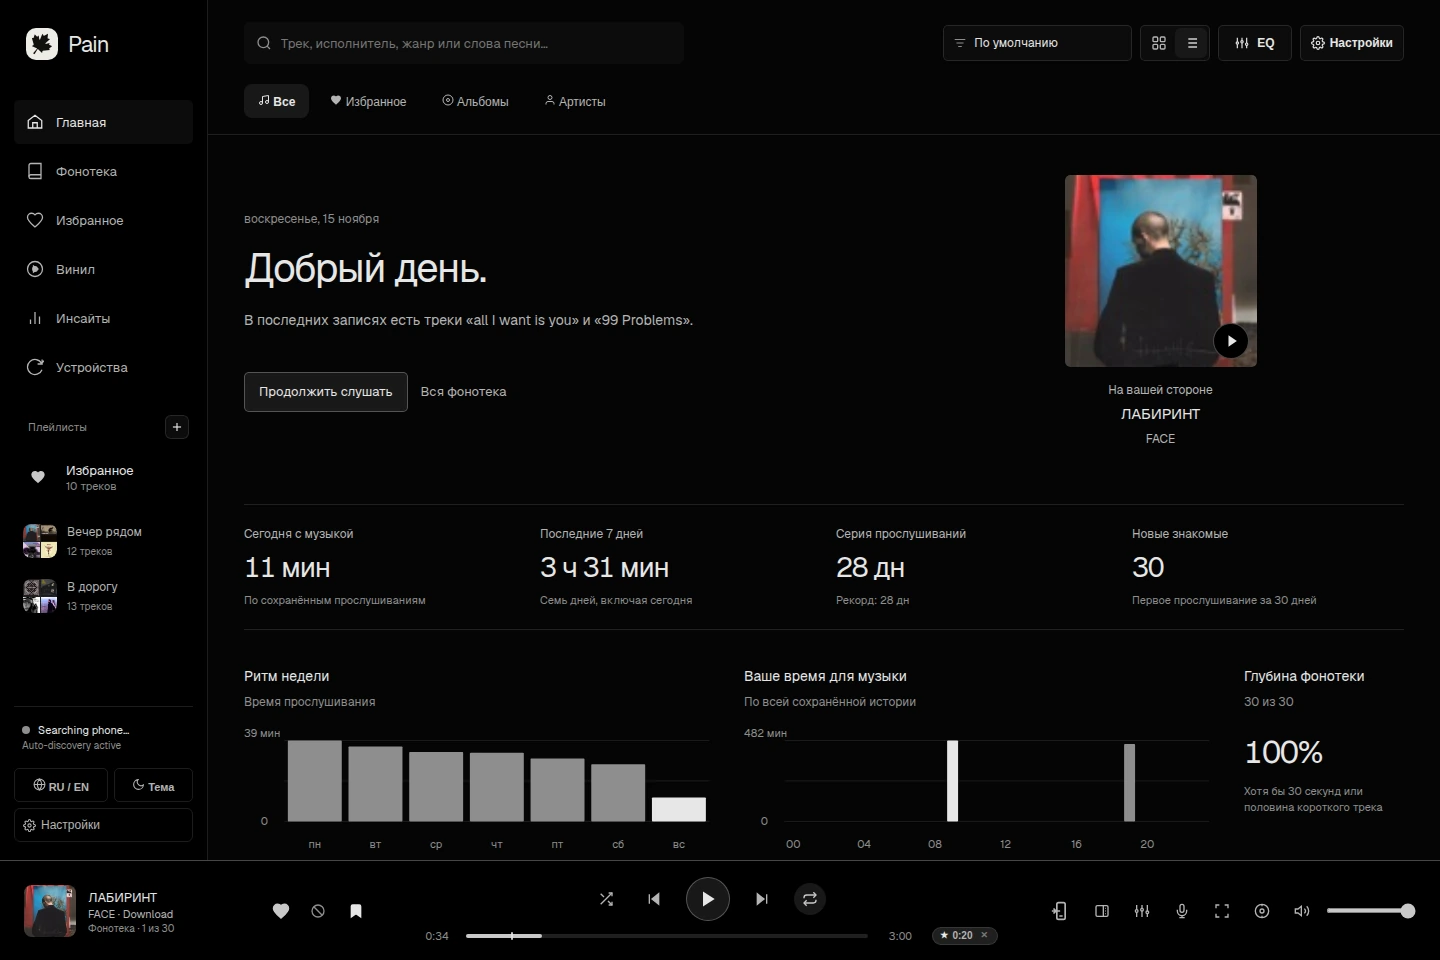 Pain
Трек, исполнитель, жанр или слова песни...
По умолчанию
EQ
Настройки
Все
Избранное
Альбомы
Артисты
Главная
Фонотека
Избранное
Винил
Инсайты
Устройства
Плейлисты
Избранное
10 треков
Вечер рядом
12 треков
В дорогу
13 треков
Searching phone...
Auto-discovery active
RU / EN
Тема
Настройки
воскресенье, 15 ноября
Добрый день.
В последних записях есть треки «all I want is you» и «99 Problems».
Продолжить слушать
Вся фонотека
На вашей стороне
ЛАБИРИНТ
FACE
Сегодня с музыкой
11 мин
По сохранённым прослушиваниям
Последние 7 дней
3 ч 31 мин
Семь дней, включая сегодня
Серия прослушиваний
28 дн
Рекорд: 28 дн
Новые знакомые
30
Первое прослушивание за 30 дней
Ритм недели
Время прослушивания
39 мин
0
пн вт ср чт пт сб вс
Ваше время для музыки
По всей сохранённой истории
482 мин
0
00 04 08 12 16 20
Глубина фонотеки
30 из 30
100%
Хотя бы 30 секунд или
половина короткого трека
ЛАБИРИНТ
FACE · Download
Фонотека · 1 из 30
0:34
3:00
★ 0:20 ✕